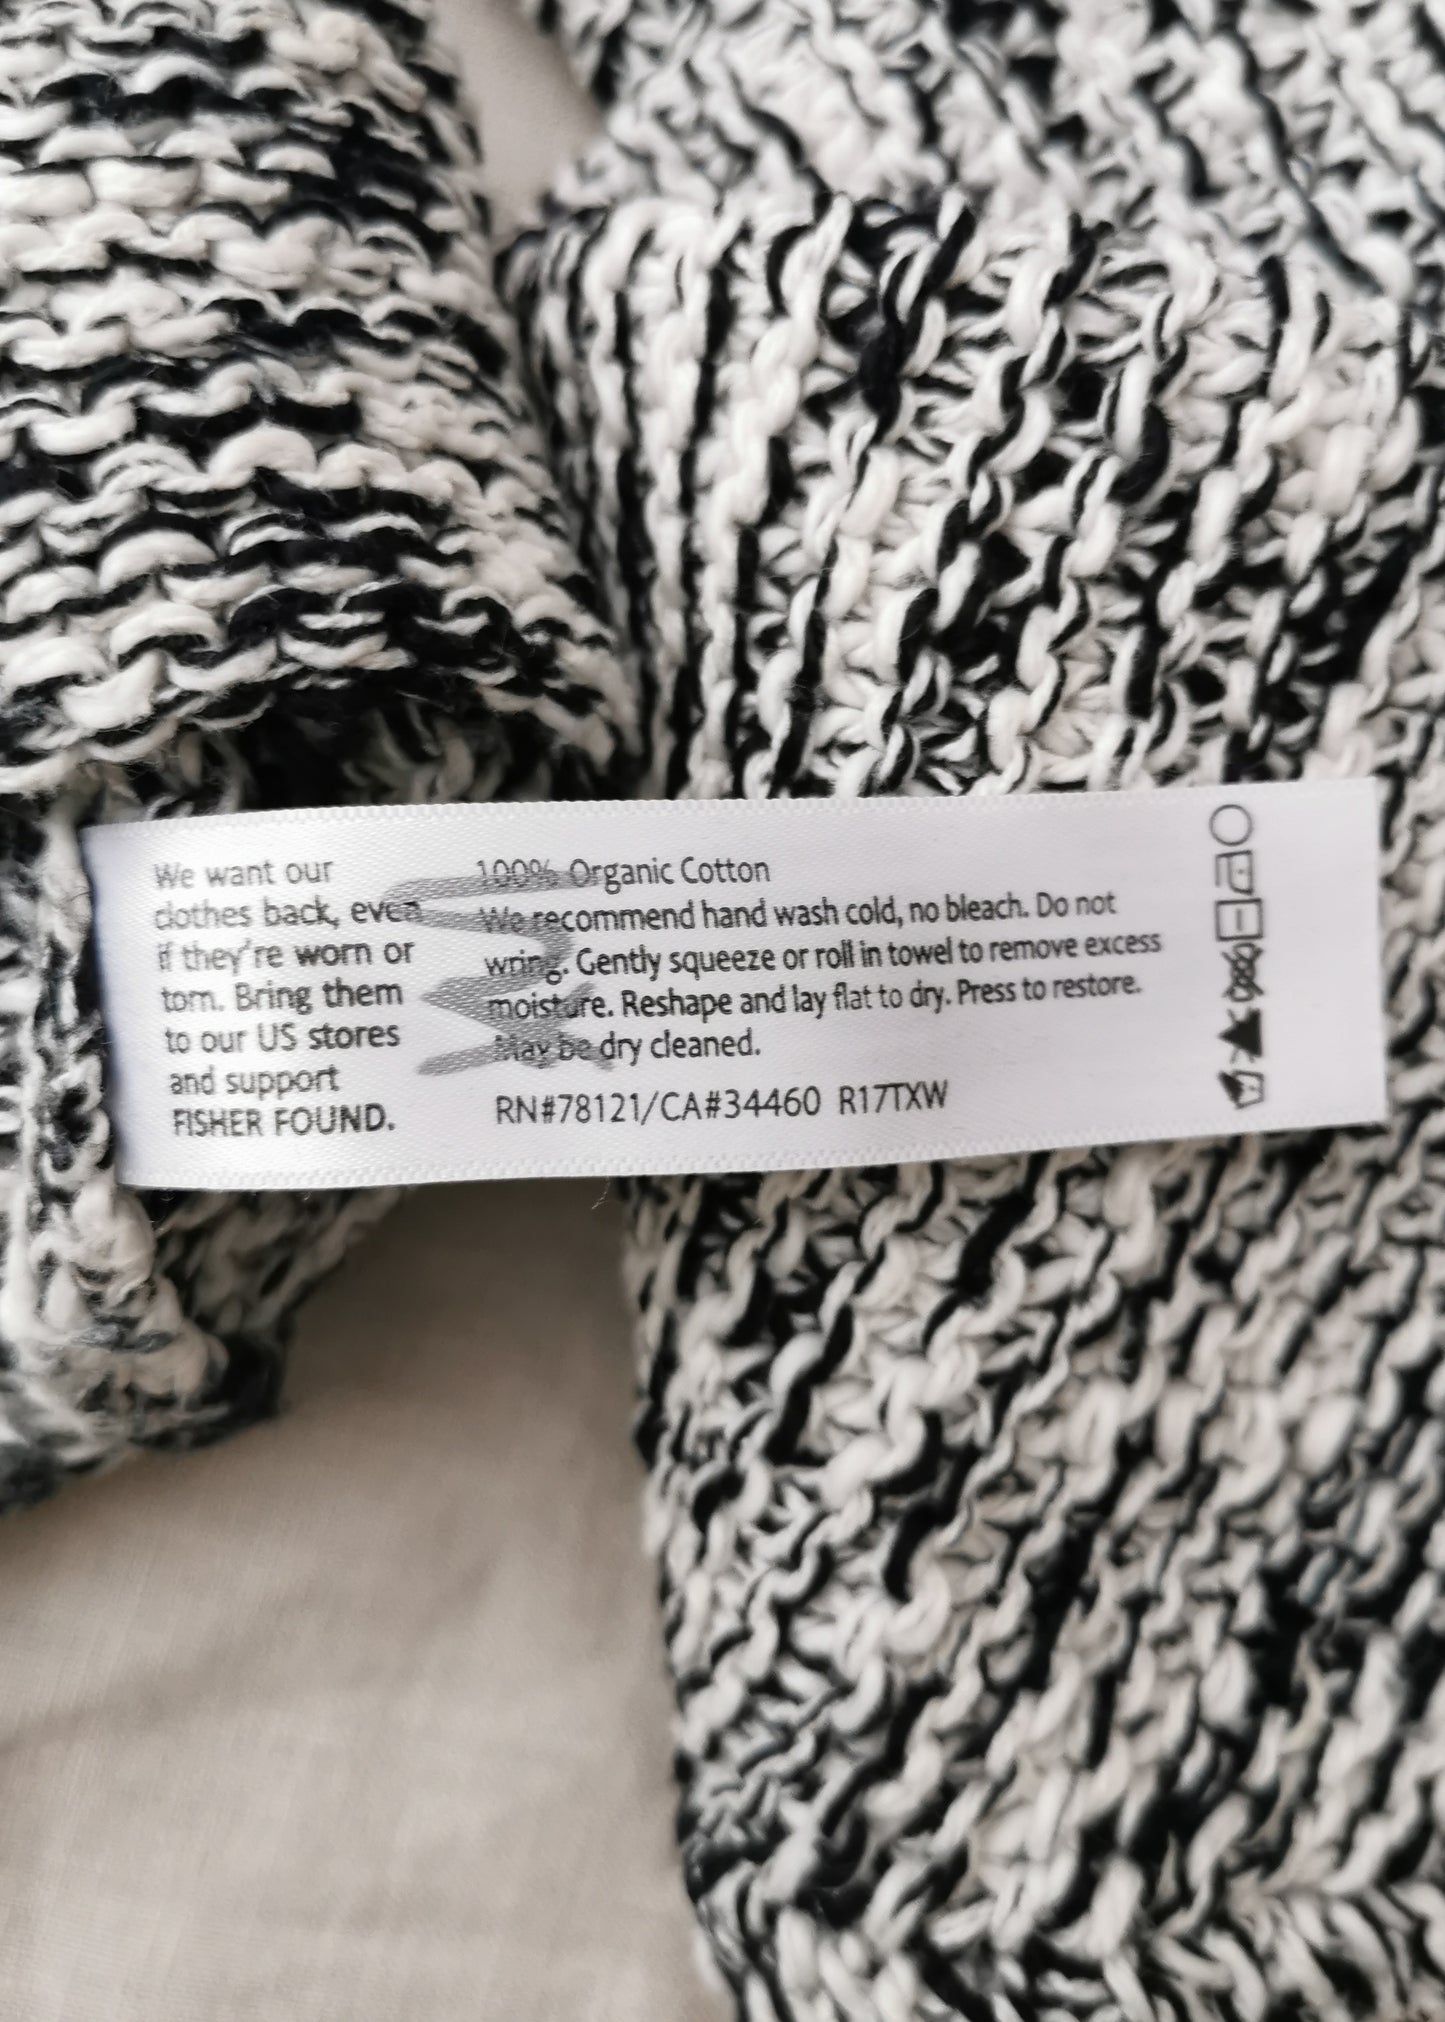 We want our
clothes back, even
if they're worn or
torn. Bring them
to our US stores
and support
FISHER FOUND.
100% Organic Cotton
We recommend hand wash cold, no bleach. Do not
wring. Gently squeeze or roll in towel to remove excess
moisture. Reshape and lay flat to dry. Press to restore.
May be dry cleaned.
RN#78121/CA#34460 R17TXW